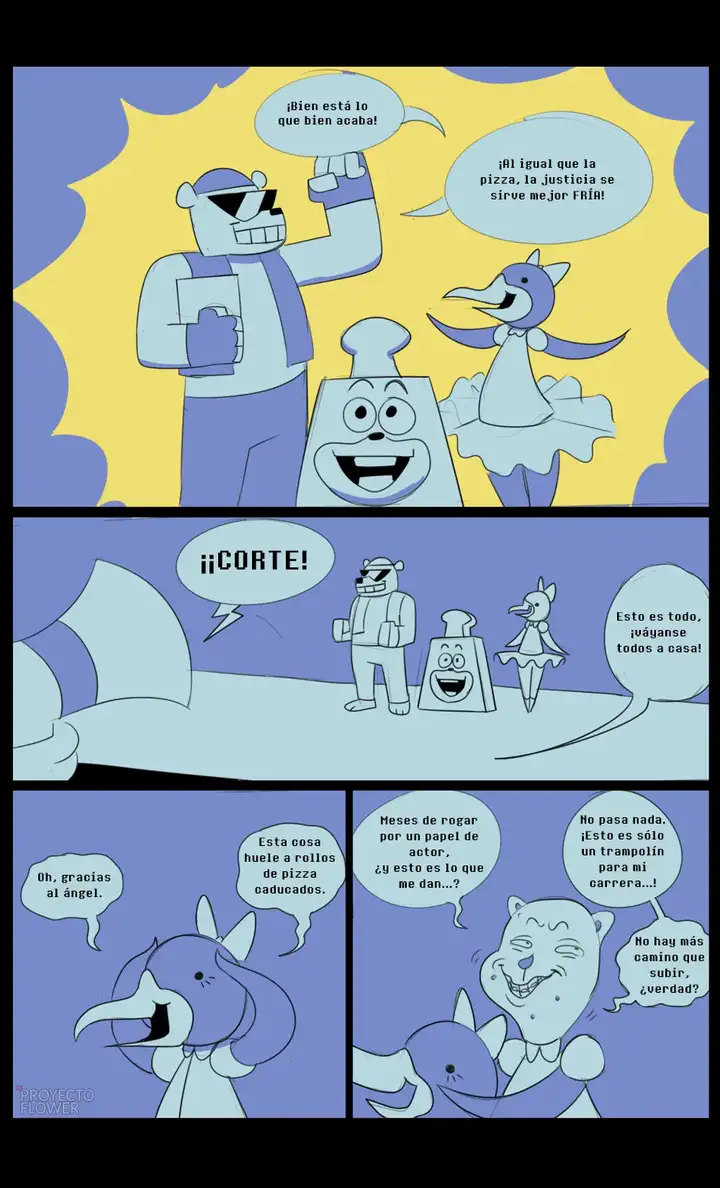 ¡Bien está lo
que bien acaba!
¡Al igual que la
pizza, la justicia se
sirve mejor FRÍA!
¡¡CORTE!
Esto es todo,
¡váyanse
todos a casa!
Oh, gracias
al ángel.
Esta cosa
huele a rollos
de pizza
caducados.
Meses de rogar
por un papel de
actor,
¿y esto es lo que
me dan...?
No pasa nada.
¡Esto es sólo
un trampolín
para mi
carrera...!
No hay más
camino que
subir,
¿verdad?
PROYECTO
FLOWER